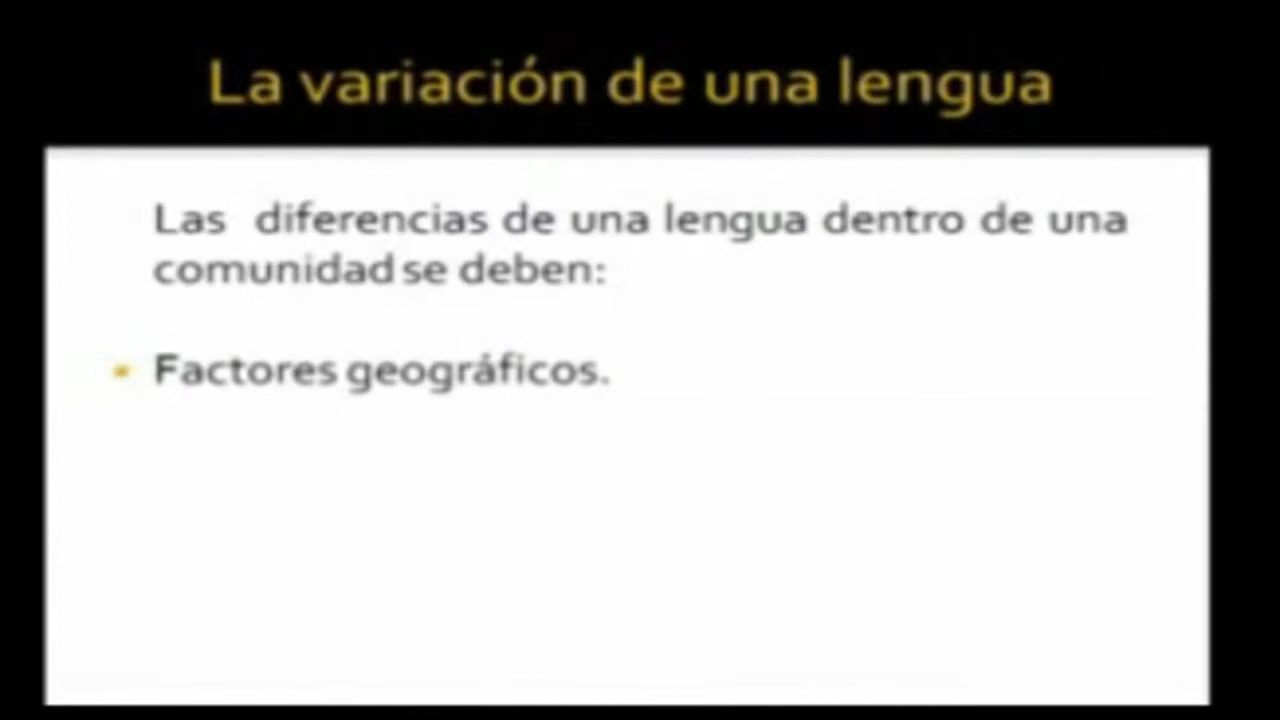 La variación de una lengua
Las diferencias de una lengua dentro de una
comunidad se deben:
▪ Factores geográficos.